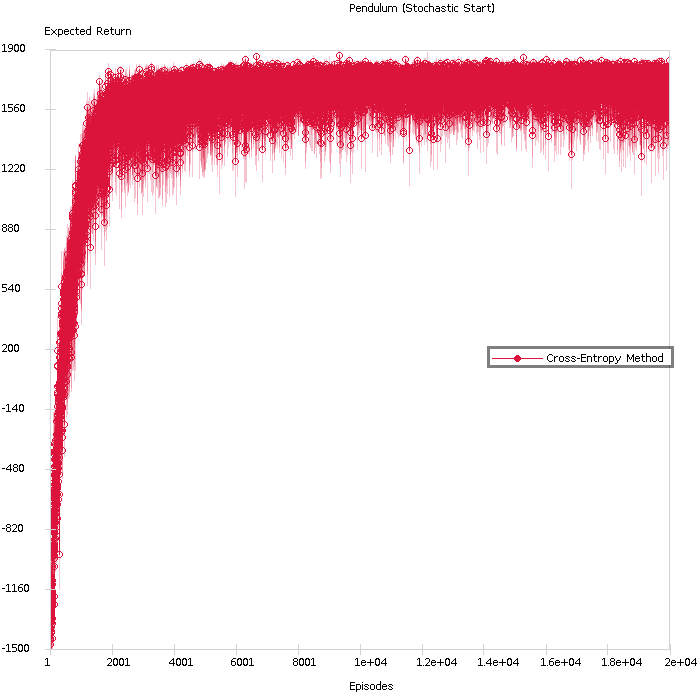 Pendulum (Stochastic Start)
Expected Return
1900
1560
1220
880
540
200
-140
-480
-820
-1160
-1500
Cross-Entropy Method
1 2001 4001 6001 8001 1e+04 1.2e+04 1.4e+04 1.6e+04 1.8e+04 2e+04
Episodes